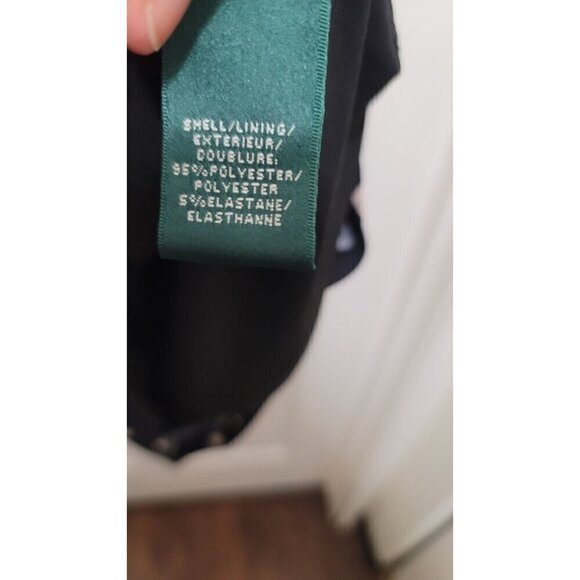 SHELL/LINING/
EXTERIEUR/
DOUBLURE:
95%POLYESTER/
POLYESTER
5%ELASTANE/
ELASTHANNE